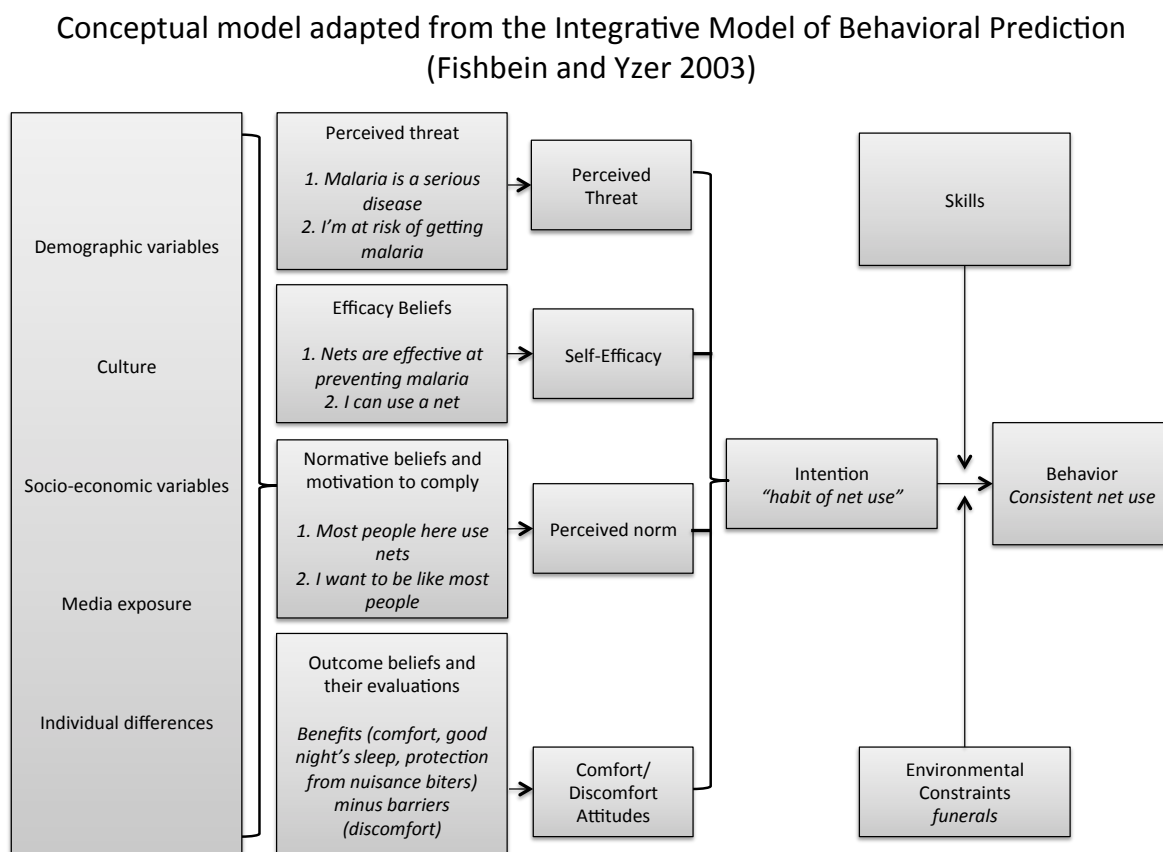 Conceptual model adapted from the Integrative Model of Behavioral Prediction
(Fishbein and Yzer 2003)
Demographic variables
Culture
Socio-economic variables
Media exposure
Individual differences
Perceived threat
1. Malaria is a serious
disease
2. I'm at risk of getting
malaria
Efficacy Beliefs
1. Nets are effective at
preventing malaria
2. I can use a net
Normative beliefs and
motivation to comply
1. Most people here use
nets
2. I want to be like most
people
Outcome beliefs and
their evaluations
Benefits (comfort, good
night's sleep, protection
from nuisance biters)
minus barriers
(discomfort)
Perceived
Threat
Self-Efficacy
Perceived norm
Comfort/
Discomfort
Attitudes
Intention
"habit of net use"
Skills
Behavior
Consistent net use
Environmental
Constraints
funerals